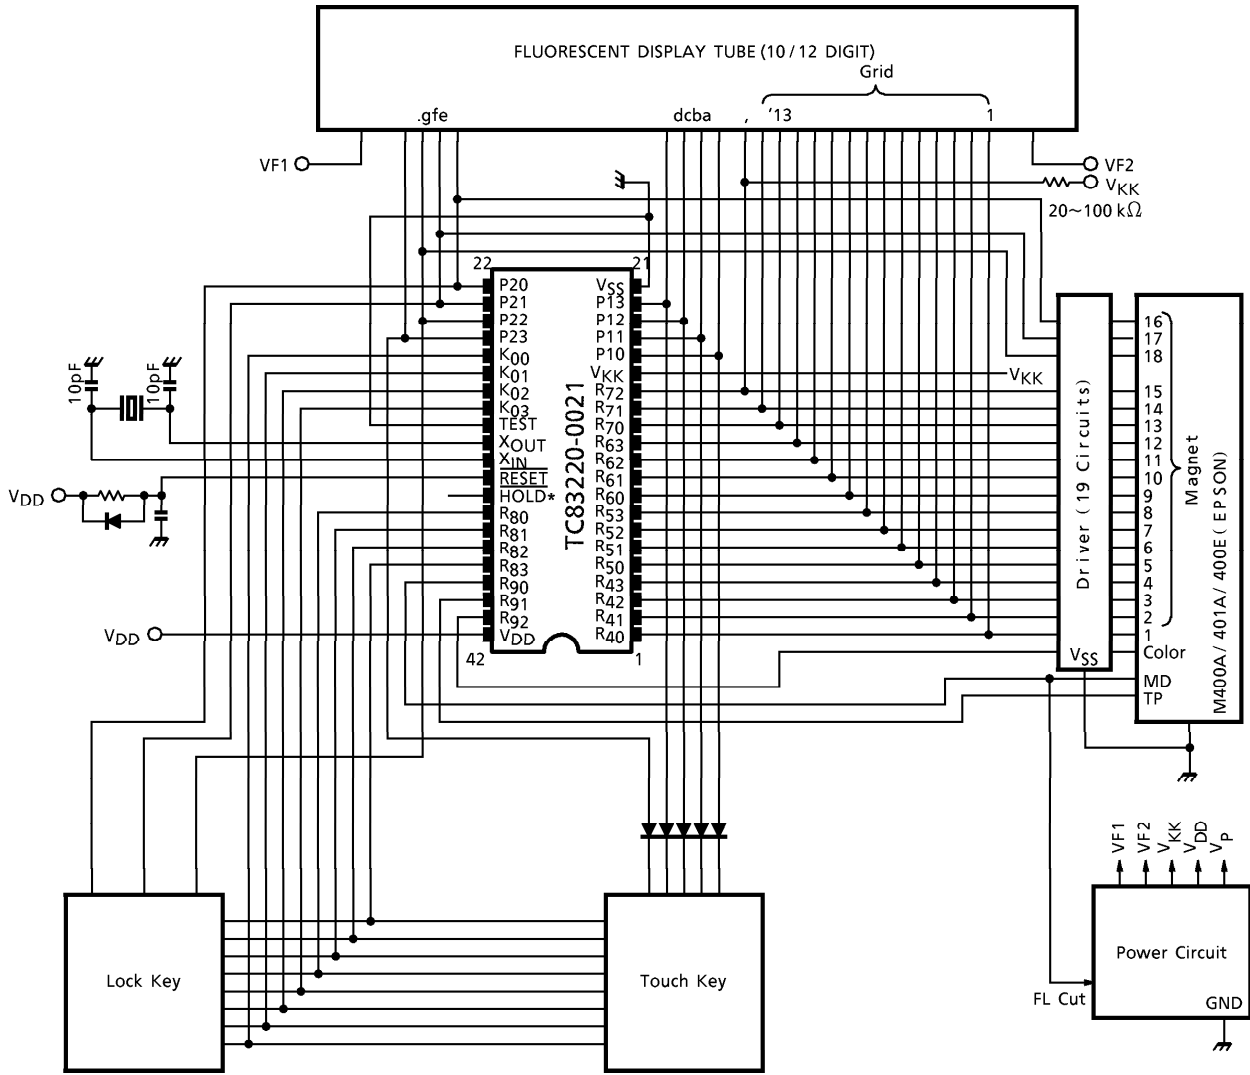 FLUORESCENT DISPLAY TUBE (10 / 12 DIGIT)
Grid
.gfe
dcba
,
'13
1
VF1
VF2
VKK
20~100 kΩ
22
21
P20
P21
P22
P23
K00
K01
K02
K03
TEST
XOUT
XIN
RESET
HOLD*
R80
R81
R82
R83
R90
R91
R92
VDD
42
TC83220-0021
VSS
P13
P12
P11
P10
VKK
R72
R71
R70
R63
R62
R61
R60
R53
R52
R51
R50
R43
R42
R41
R40
1
VKK
10pF
10pF
VDD
VDD
Driver ( 19 Circuits)
VSS
16
17
18
15
14
13
12
11
10
9
8
7
6
5
4
3
2
1
Color
MD
TP
Magnet
M400A/ 401A/ 400E ( EPSON)
Lock Key
Touch Key
VF1
VF2
VKK
VDD
VP
Power Circuit
FL Cut
GND